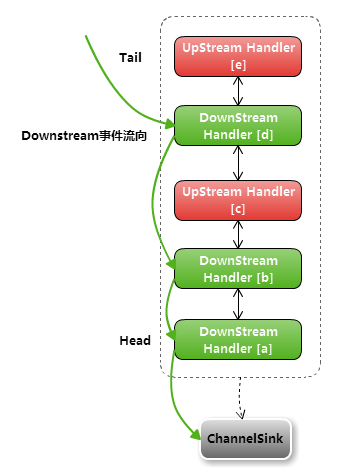 UpStream Handler
[e]
Tail
DownStream
Handler [d]
Downstream事件流向
UpStream Handler
[c]
DownStream
Handler [b]
DownStream
Handler [a]
Head
ChannelSink